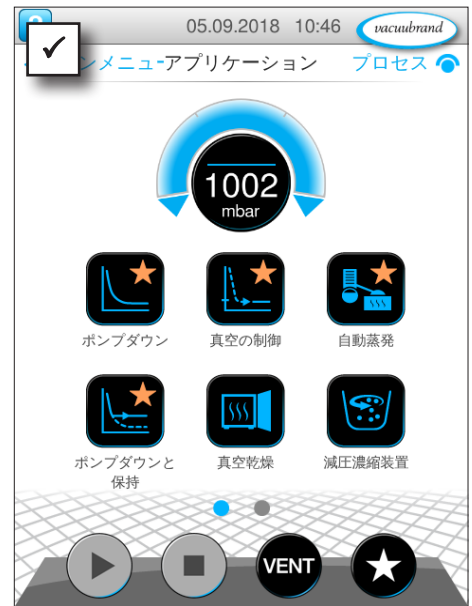 05.09.2018 10:46 vacuubrand
ンメニュー-アプリケーション プロセス
1002
mbar
ポンプダウン 真空の制御 自動蒸発
ポンプダウンと保持 真空乾燥 減圧濃縮装置
VENT